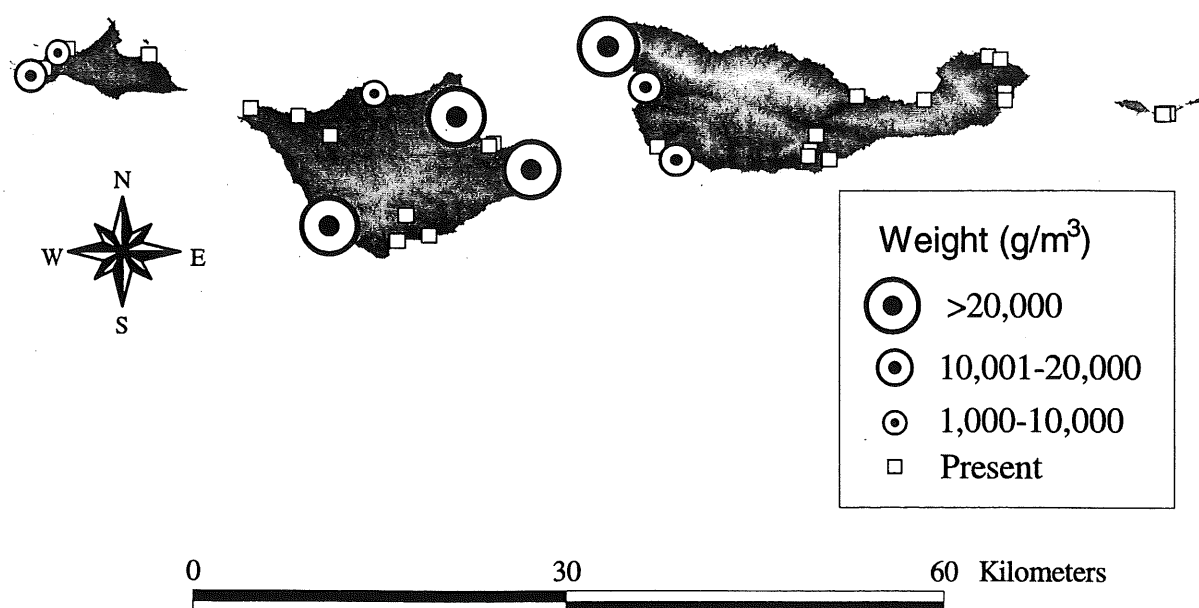 N
W E
S
Weight (g/m³)
>20,000
10,001-20,000
1,000-10,000
Present
0 30 60 Kilometers